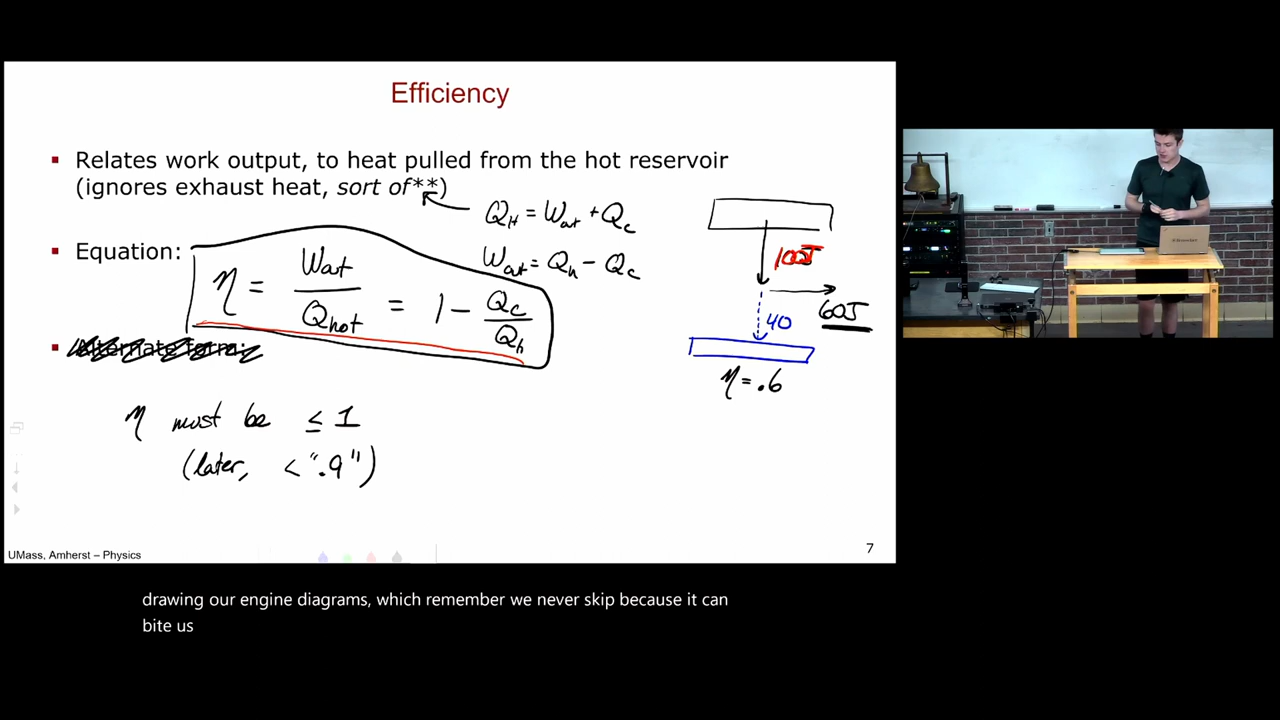 Efficiency
▪ Relates work output, to heat pulled from the hot reservoir
(ignores exhaust heat, sort of**)
Q_H = W_out + Q_c
▪ Equation:
W_out = Q_h − Q_c
η = W_out / Q_hot = 1 − Q_c / Q_h
100J
60J
40
▪ Alternate form:
η = .6
η must be ≤ 1
(later, < ".9")
UMass, Amherst – Physics
7
drawing our engine diagrams, which remember we never skip because it can
bite us